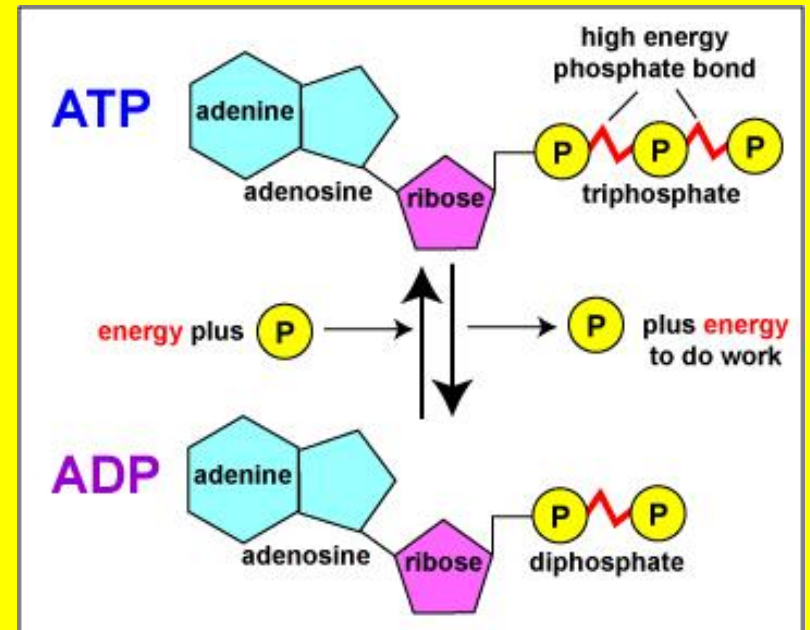 high energy
phosphate bond
ATP
adenine
P P P
adenosine
ribose
triphosphate
energy plus P
P plus energy
to do work
ADP
adenine
P P
adenosine
ribose
diphosphate